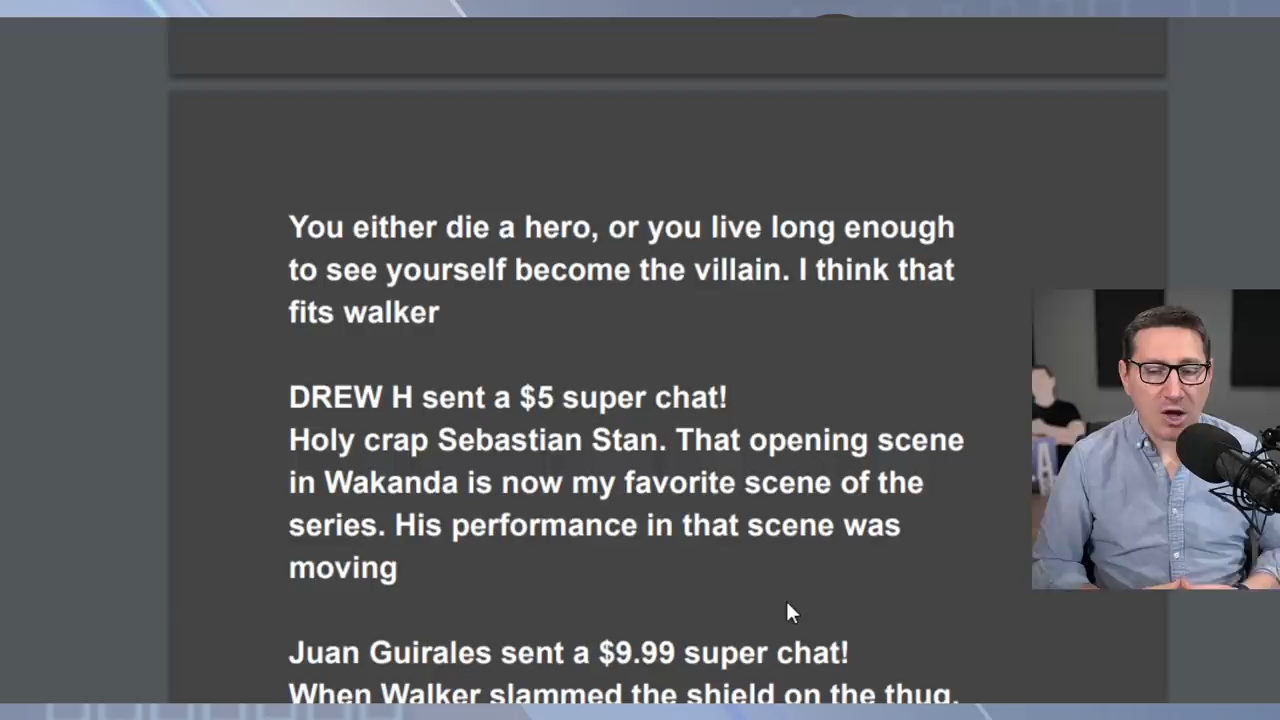 You either die a hero, or you live long enough
to see yourself become the villain. I think that
fits walker
DREW H sent a $5 super chat!
Holy crap Sebastian Stan. That opening scene
in Wakanda is now my favorite scene of the
series. His performance in that scene was
moving
Juan Guirales sent a $9.99 super chat!
When Walker slammed the shield on the thug,